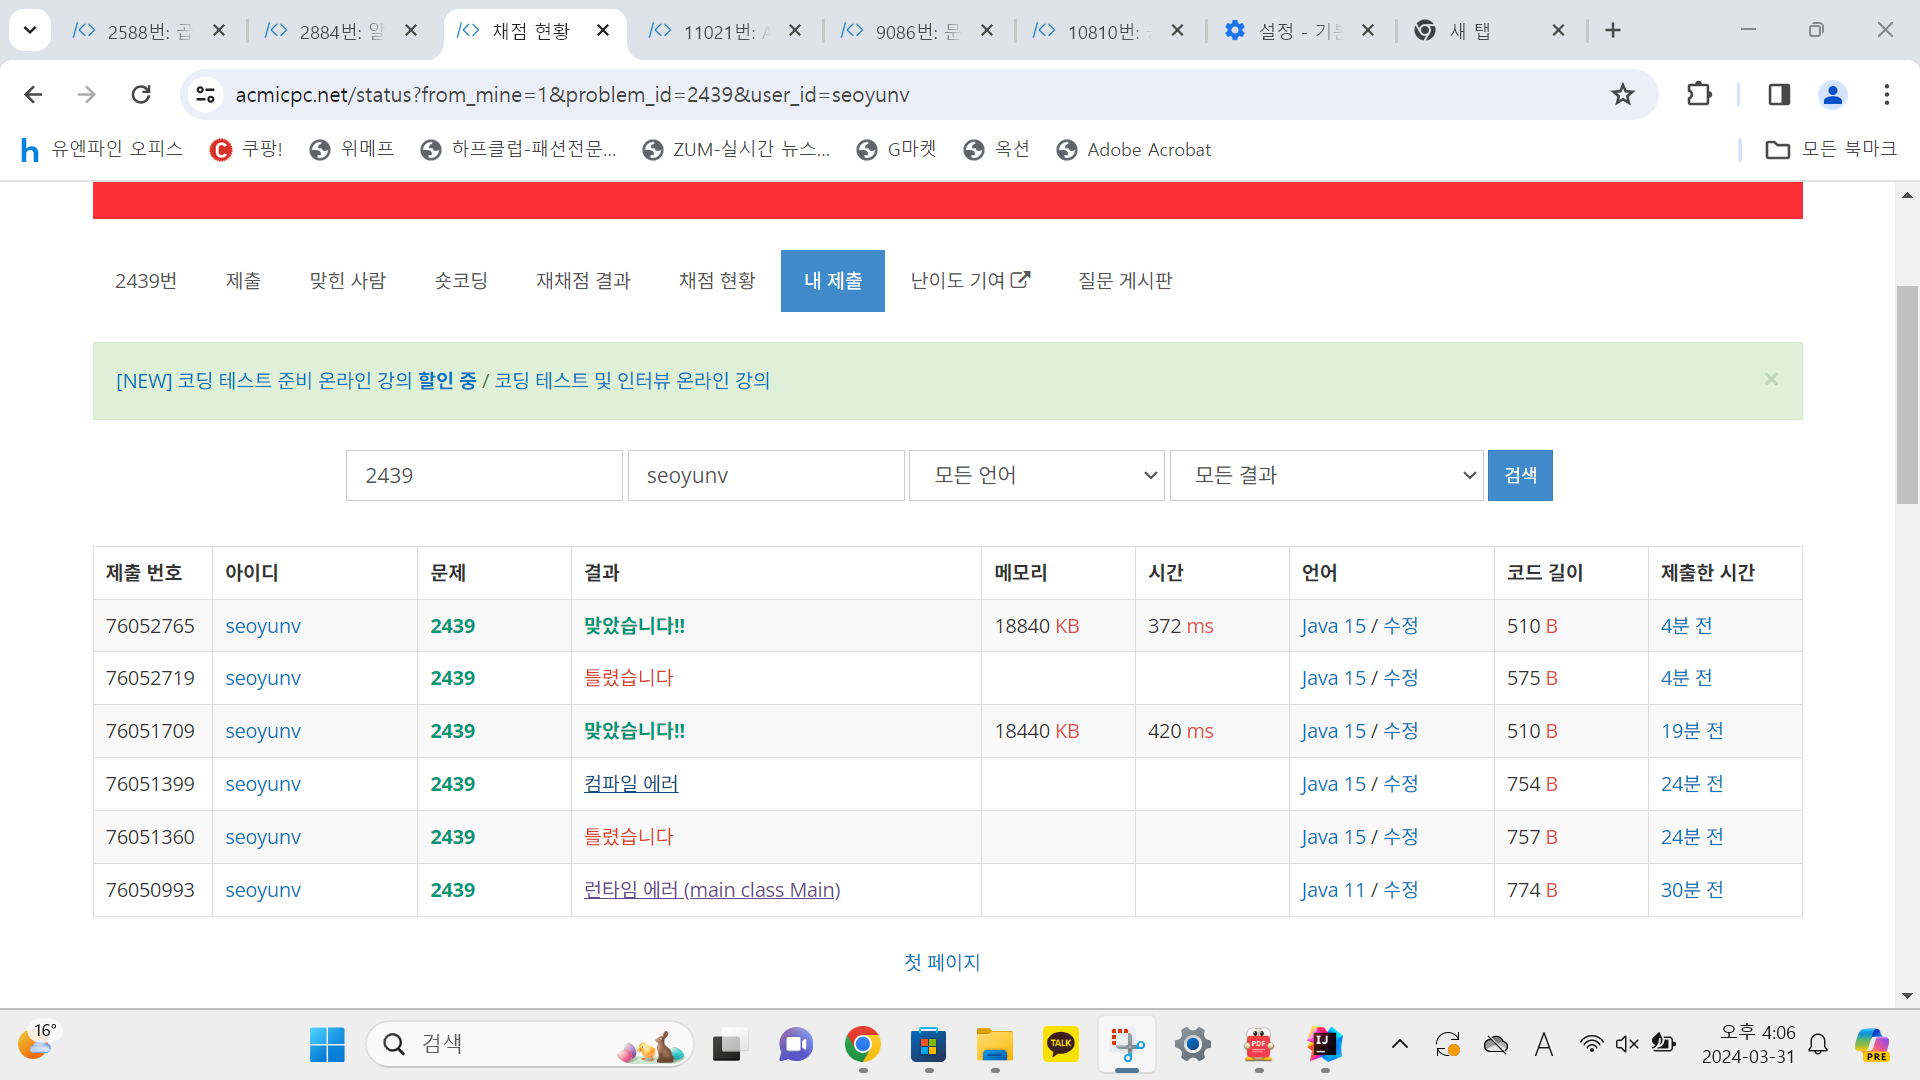 2588번: 곱
2884번: 알
채점 현황
11021번: A
9086번: 문
10810번:
설정 - 기본
새 탭
acmicpc.net/status?from_mine=1&problem_id=2439&user_id=seoyunv
유엔파인 오피스
쿠팡!
위메프
하프클럽-패션전문...
ZUM-실시간 뉴스...
G마켓
옥션
Adobe Acrobat
모든 북마크
2439번
제출
맞힌 사람
숏코딩
재채점 결과
채점 현황
내 제출
난이도 기여
질문 게시판
[NEW] 코딩 테스트 준비 온라인 강의 할인 중 / 코딩 테스트 및 인터뷰 온라인 강의
×
2439
seoyunv
모든 언어
모든 결과
검색
제출 번호 아이디 문제 결과 메모리 시간 언어 코드 길이 제출한 시간
76052765 seoyunv 2439 맞았습니다!! 18840 KB 372 ms Java 15 / 수정 510 B 4분 전
76052719 seoyunv 2439 틀렸습니다 Java 15 / 수정 575 B 4분 전
76051709 seoyunv 2439 맞았습니다!! 18440 KB 420 ms Java 15 / 수정 510 B 19분 전
76051399 seoyunv 2439 컴파일 에러 Java 15 / 수정 754 B 24분 전
76051360 seoyunv 2439 틀렸습니다 Java 15 / 수정 757 B 24분 전
76050993 seoyunv 2439 런타임 에러 (main class Main) Java 11 / 수정 774 B 30분 전
첫 페이지
16°
검색
TALK
PDF
IJ
A
오후 4:06
2024-03-31
PRE